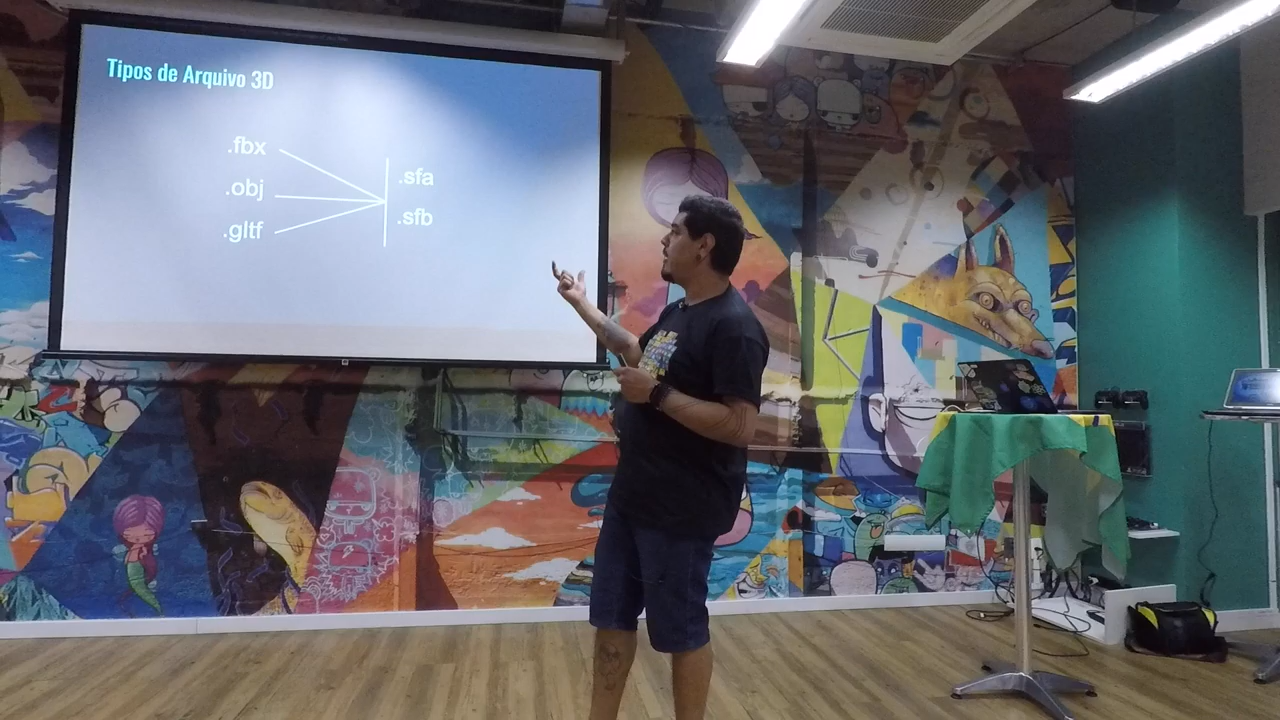 Tipos de Arquivo 3D
.fbx
.obj
.gltf
.sfa
.sfb